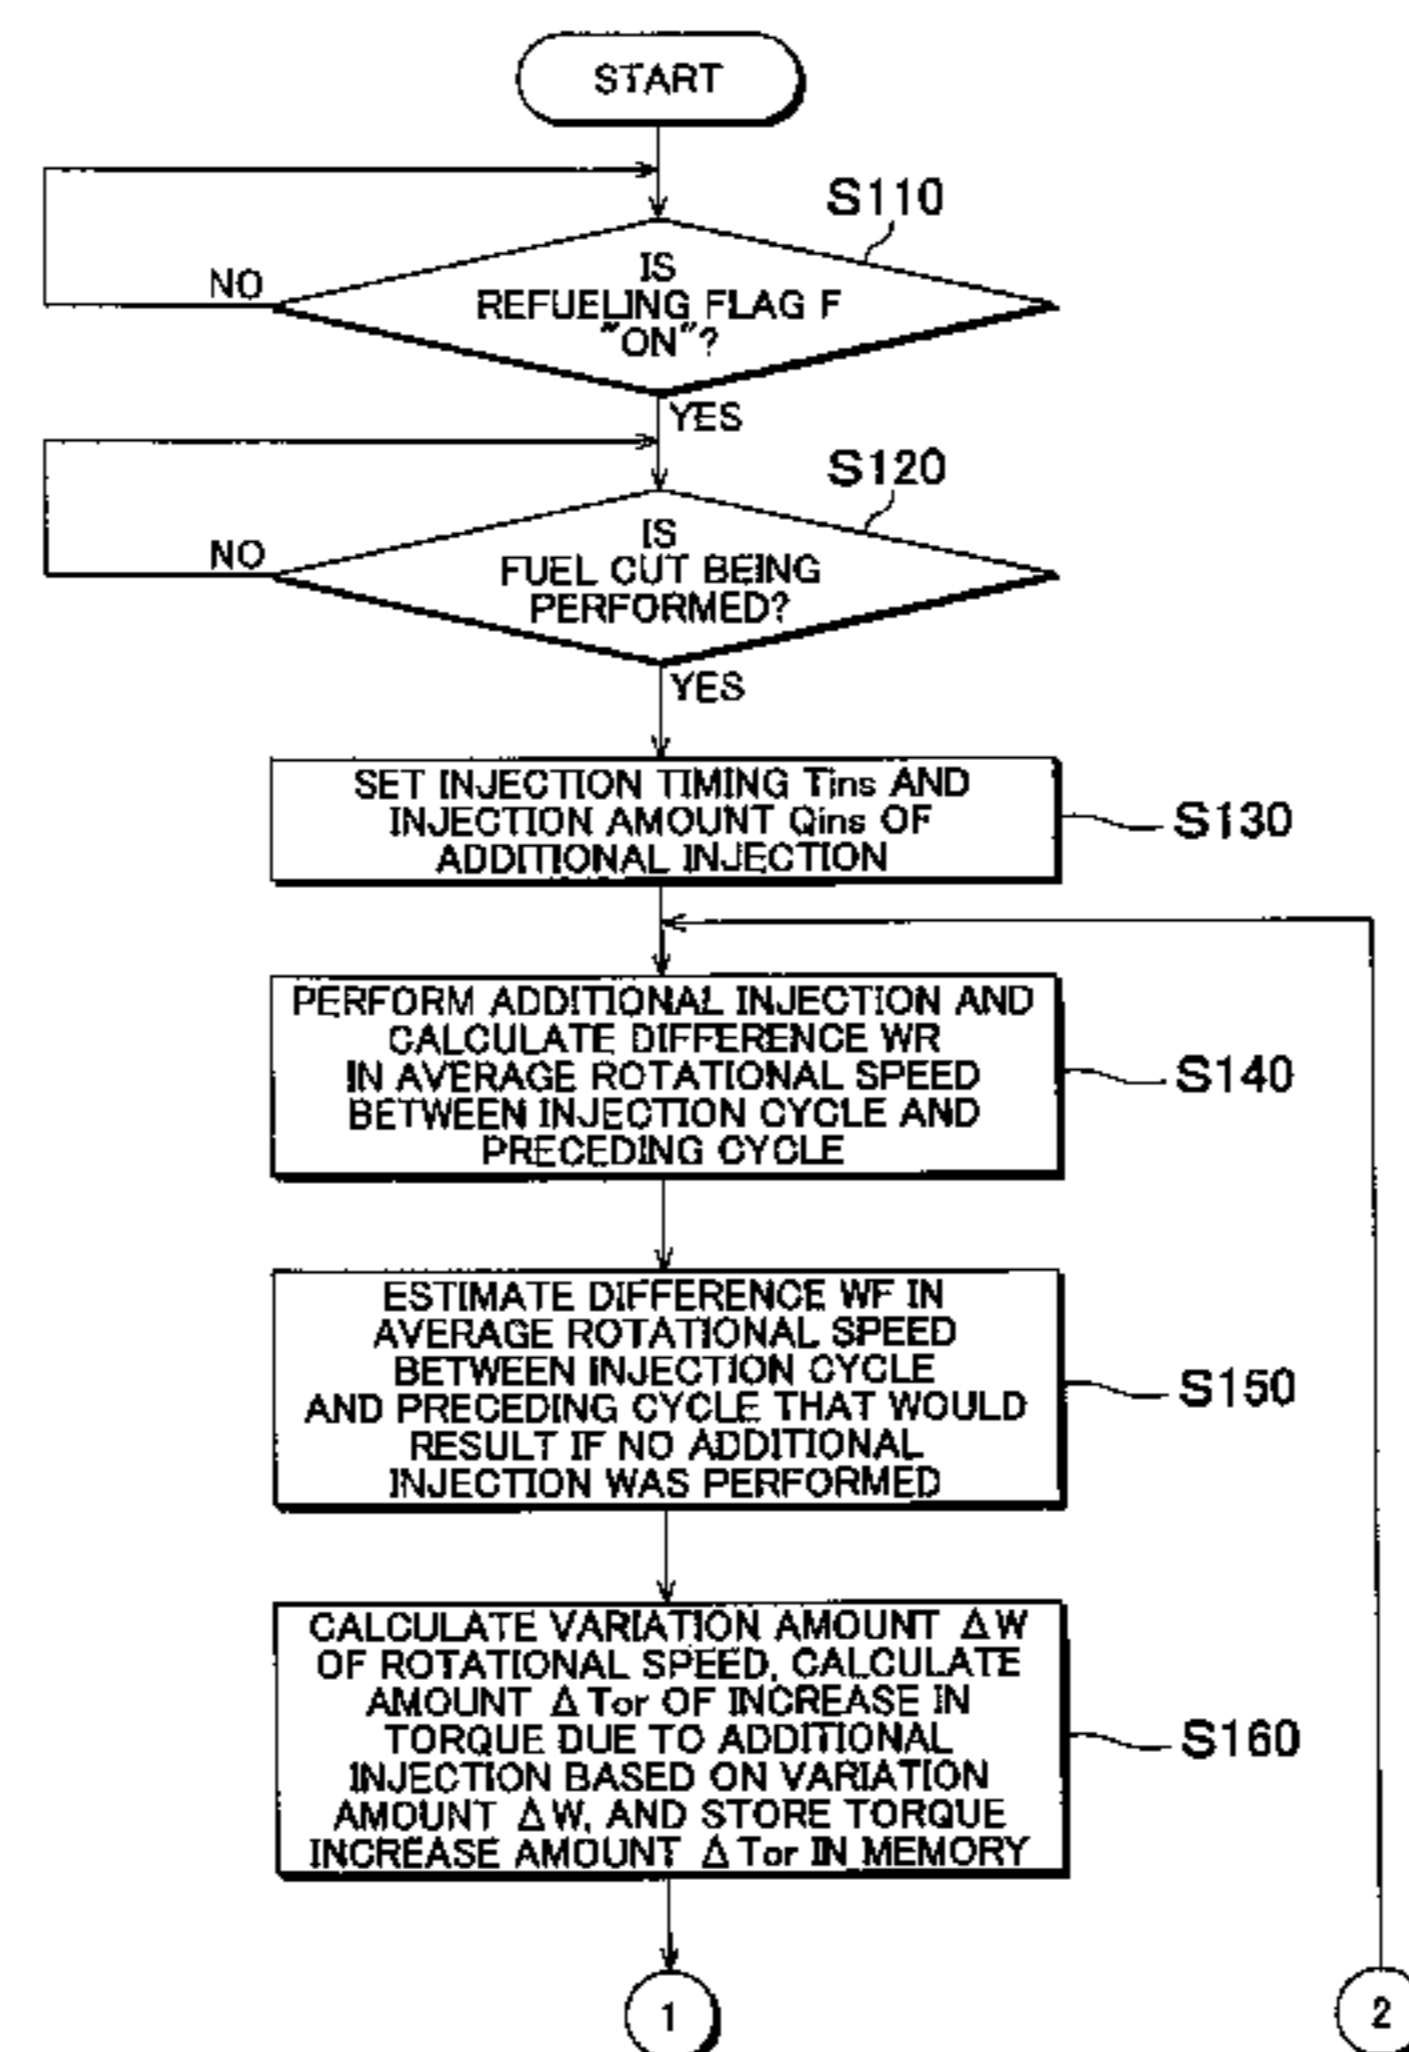 START
S110
IS
REFUELING FLAG F
"ON"?
NO
YES
S120
IS
FUEL CUT BEING
PERFORMED?
NO
YES
SET INJECTION TIMING Tins AND
INJECTION AMOUNT Qins OF
ADDITIONAL INJECTION
S130
PERFORM ADDITIONAL INJECTION AND
CALCULATE DIFFERENCE WR
IN AVERAGE ROTATIONAL SPEED
BETWEEN INJECTION CYCLE AND
PRECEDING CYCLE
S140
ESTIMATE DIFFERENCE WF IN
AVERAGE ROTATIONAL SPEED
BETWEEN INJECTION CYCLE
AND PRECEDING CYCLE THAT WOULD
RESULT IF NO ADDITIONAL
INJECTION WAS PERFORMED
S150
CALCULATE VARIATION AMOUNT ΔW
OF ROTATIONAL SPEED, CALCULATE
AMOUNT ΔTor OF INCREASE IN
TORQUE DUE TO ADDITIONAL
INJECTION BASED ON VARIATION
AMOUNT ΔW, AND STORE TORQUE
INCREASE AMOUNT ΔTor IN MEMORY
S160
1
2